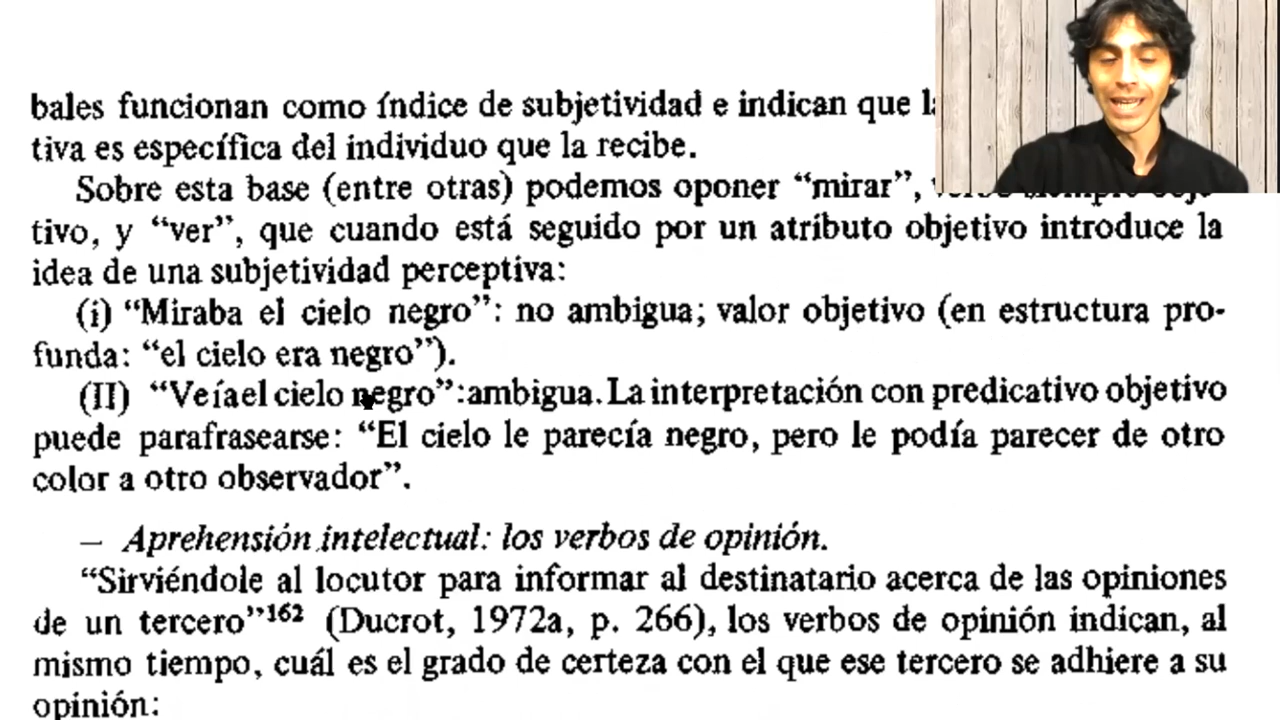 bales funcionan como índice de subjetividad e indican que
tiva es específica del individuo que la recibe.
Sobre esta base (entre otras) podemos oponer “mirar”,
tivo, y “ver”, que cuando está seguido por un atributo objetivo introduce la
idea de una subjetividad perceptiva:
(i) “Miraba el cielo negro”: no ambigua; valor objetivo (en estructura pro-
funda: “el cielo era negro”).
(II) “Veíael cielo negro”:ambigua. La interpretación con predicativo objetivo
puede parafrasearse: “El cielo le parecía negro, pero le podía parecer de otro
color a otro observador”.
— Aprehensión intelectual: los verbos de opinión.
“Sirviéndole al locutor para informar al destinatario acerca de las opiniones
de un tercero”¹⁶² (Ducrot, 1972a, p. 266), los verbos de opinión indican, al
mismo tiempo, cuál es el grado de certeza con el que ese tercero se adhiere a su
opinión: